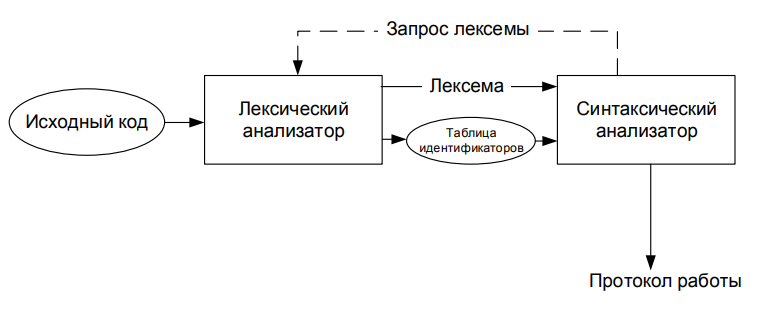 Запрос лексемы
Исходный код
Лексический
анализатор
Лексема
Таблица
идентификаторов
Синтаксический
анализатор
Протокол работы